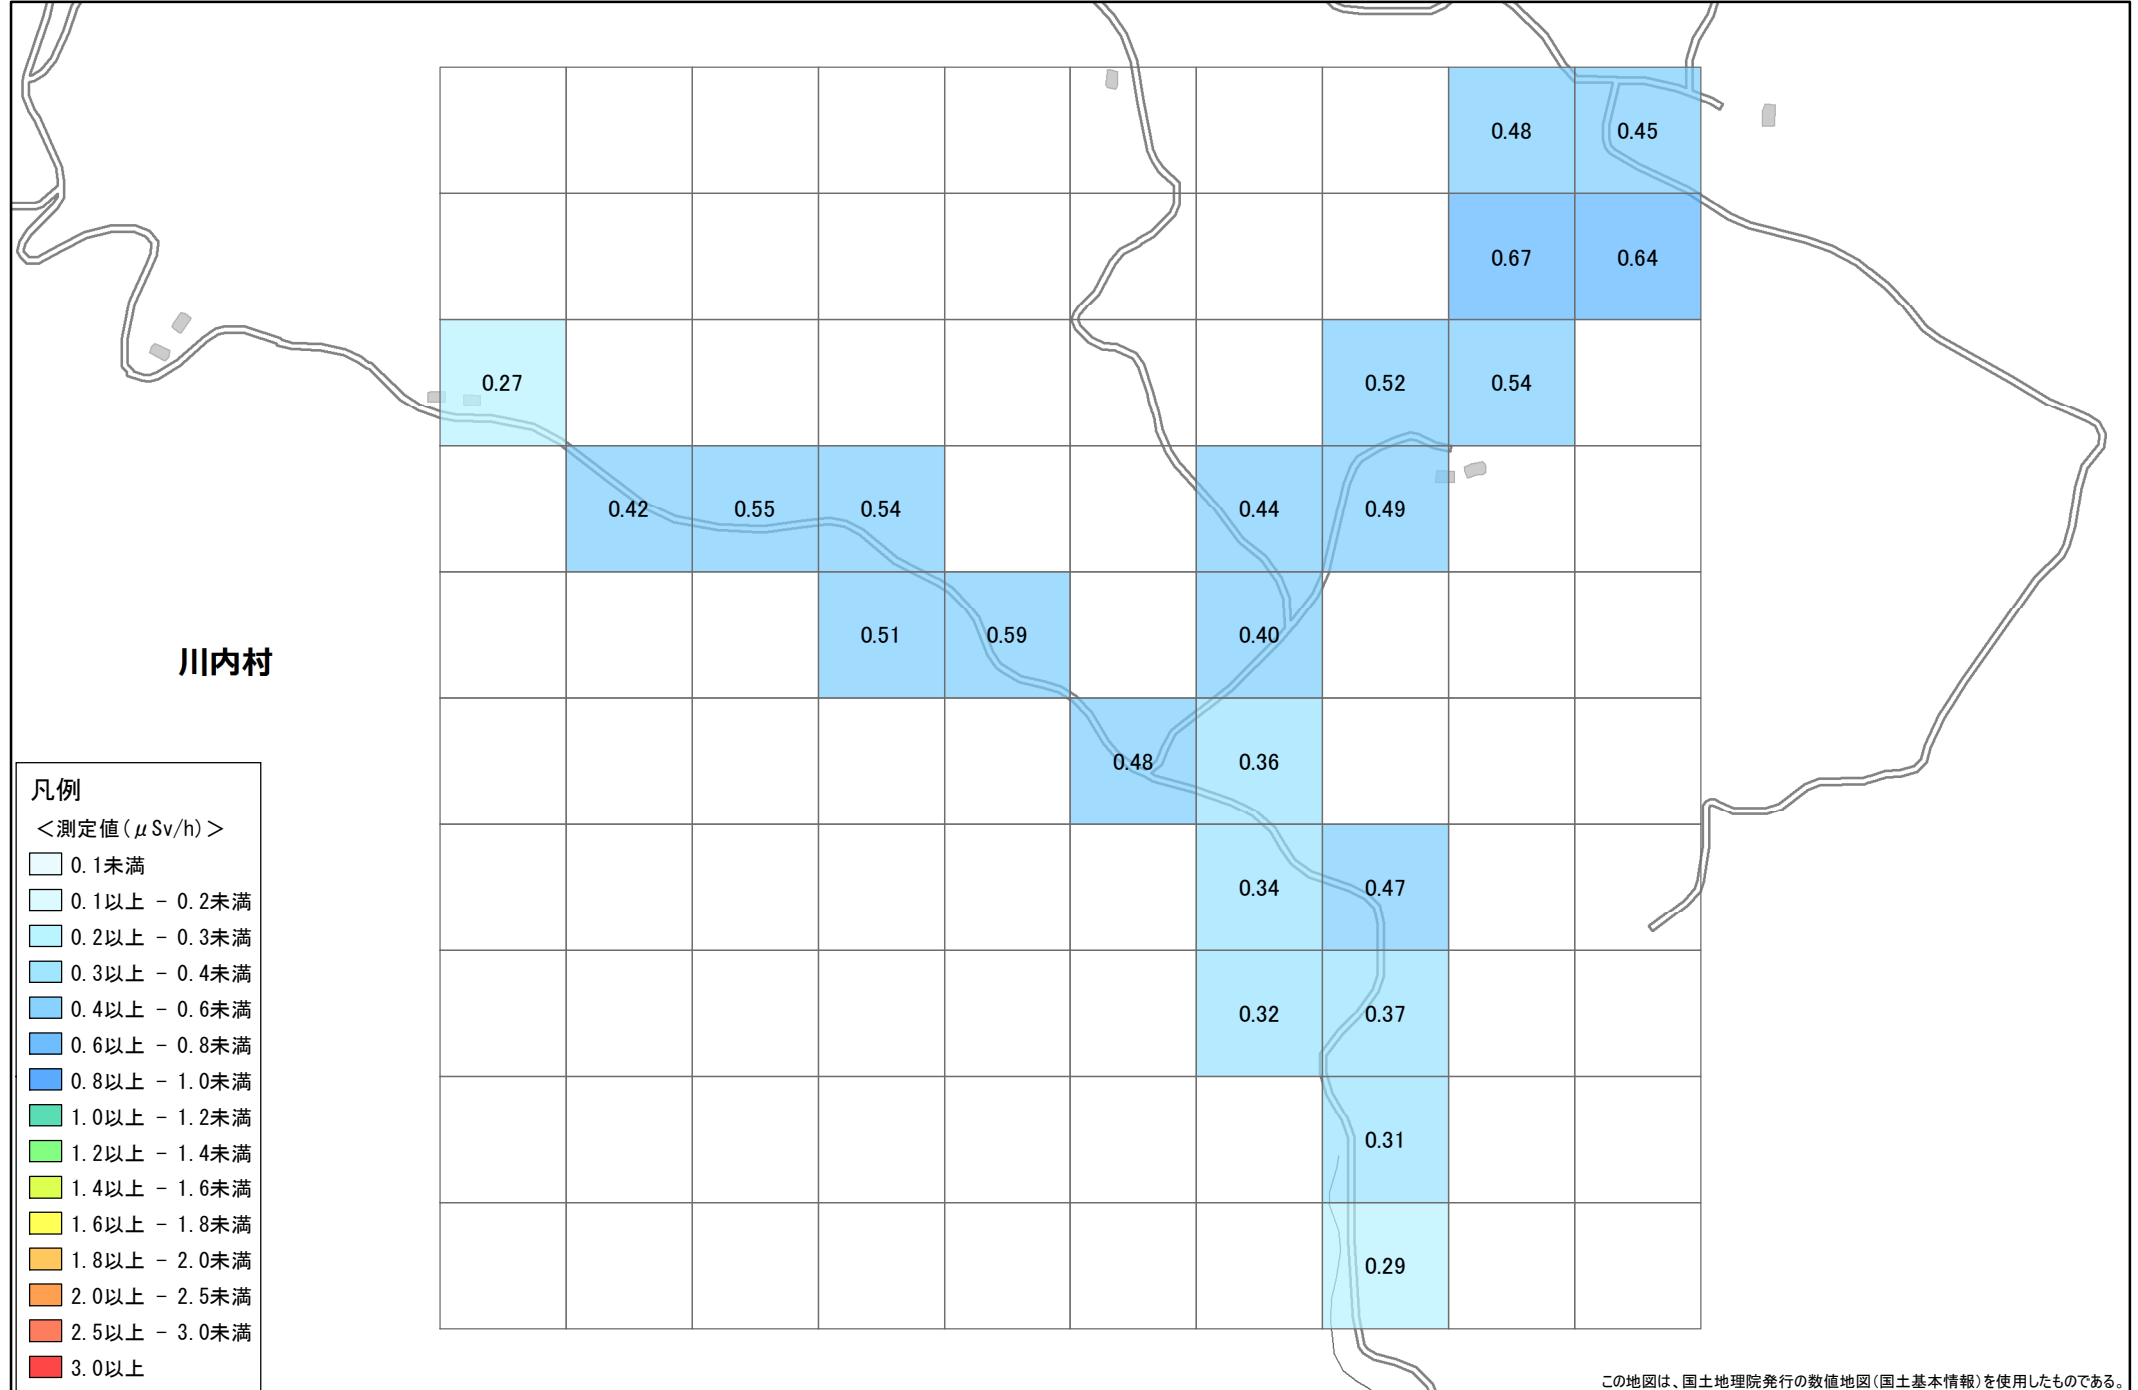 0.48 0.45
0.67 0.64
0.27 0.52 0.54
0.42 0.55 0.54 0.44 0.49
0.51 0.59 0.40
川内村
0.48 0.36
0.34 0.47
0.32 0.37
0.31
0.29
凡例
＜測定値(μSv/h)＞
0.1未満
0.1以上 - 0.2未満
0.2以上 - 0.3未満
0.3以上 - 0.4未満
0.4以上 - 0.6未満
0.6以上 - 0.8未満
0.8以上 - 1.0未満
1.0以上 - 1.2未満
1.2以上 - 1.4未満
1.4以上 - 1.6未満
1.6以上 - 1.8未満
1.8以上 - 2.0未満
2.0以上 - 2.5未満
2.5以上 - 3.0未満
3.0以上
この地図は、国土地理院発行の数値地図(国土基本情報)を使用したものである。